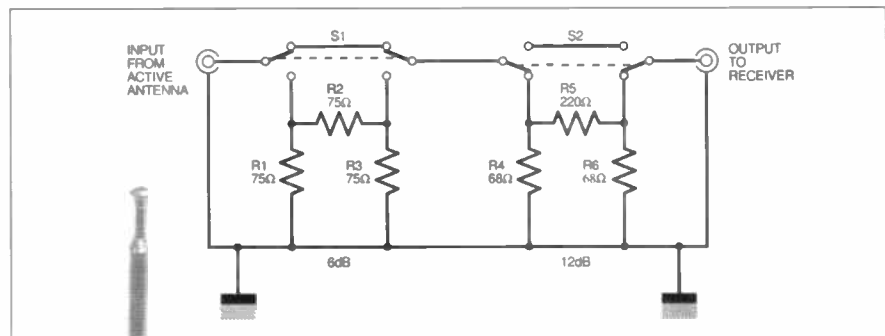 INPUT
FROM
ACTIVE
ANTENNA
S1
S2
OUTPUT
TO
RECEIVER
R2
75Ω
R5
220Ω
R1
75Ω
R3
75Ω
R4
68Ω
R6
68Ω
6dB
12dB